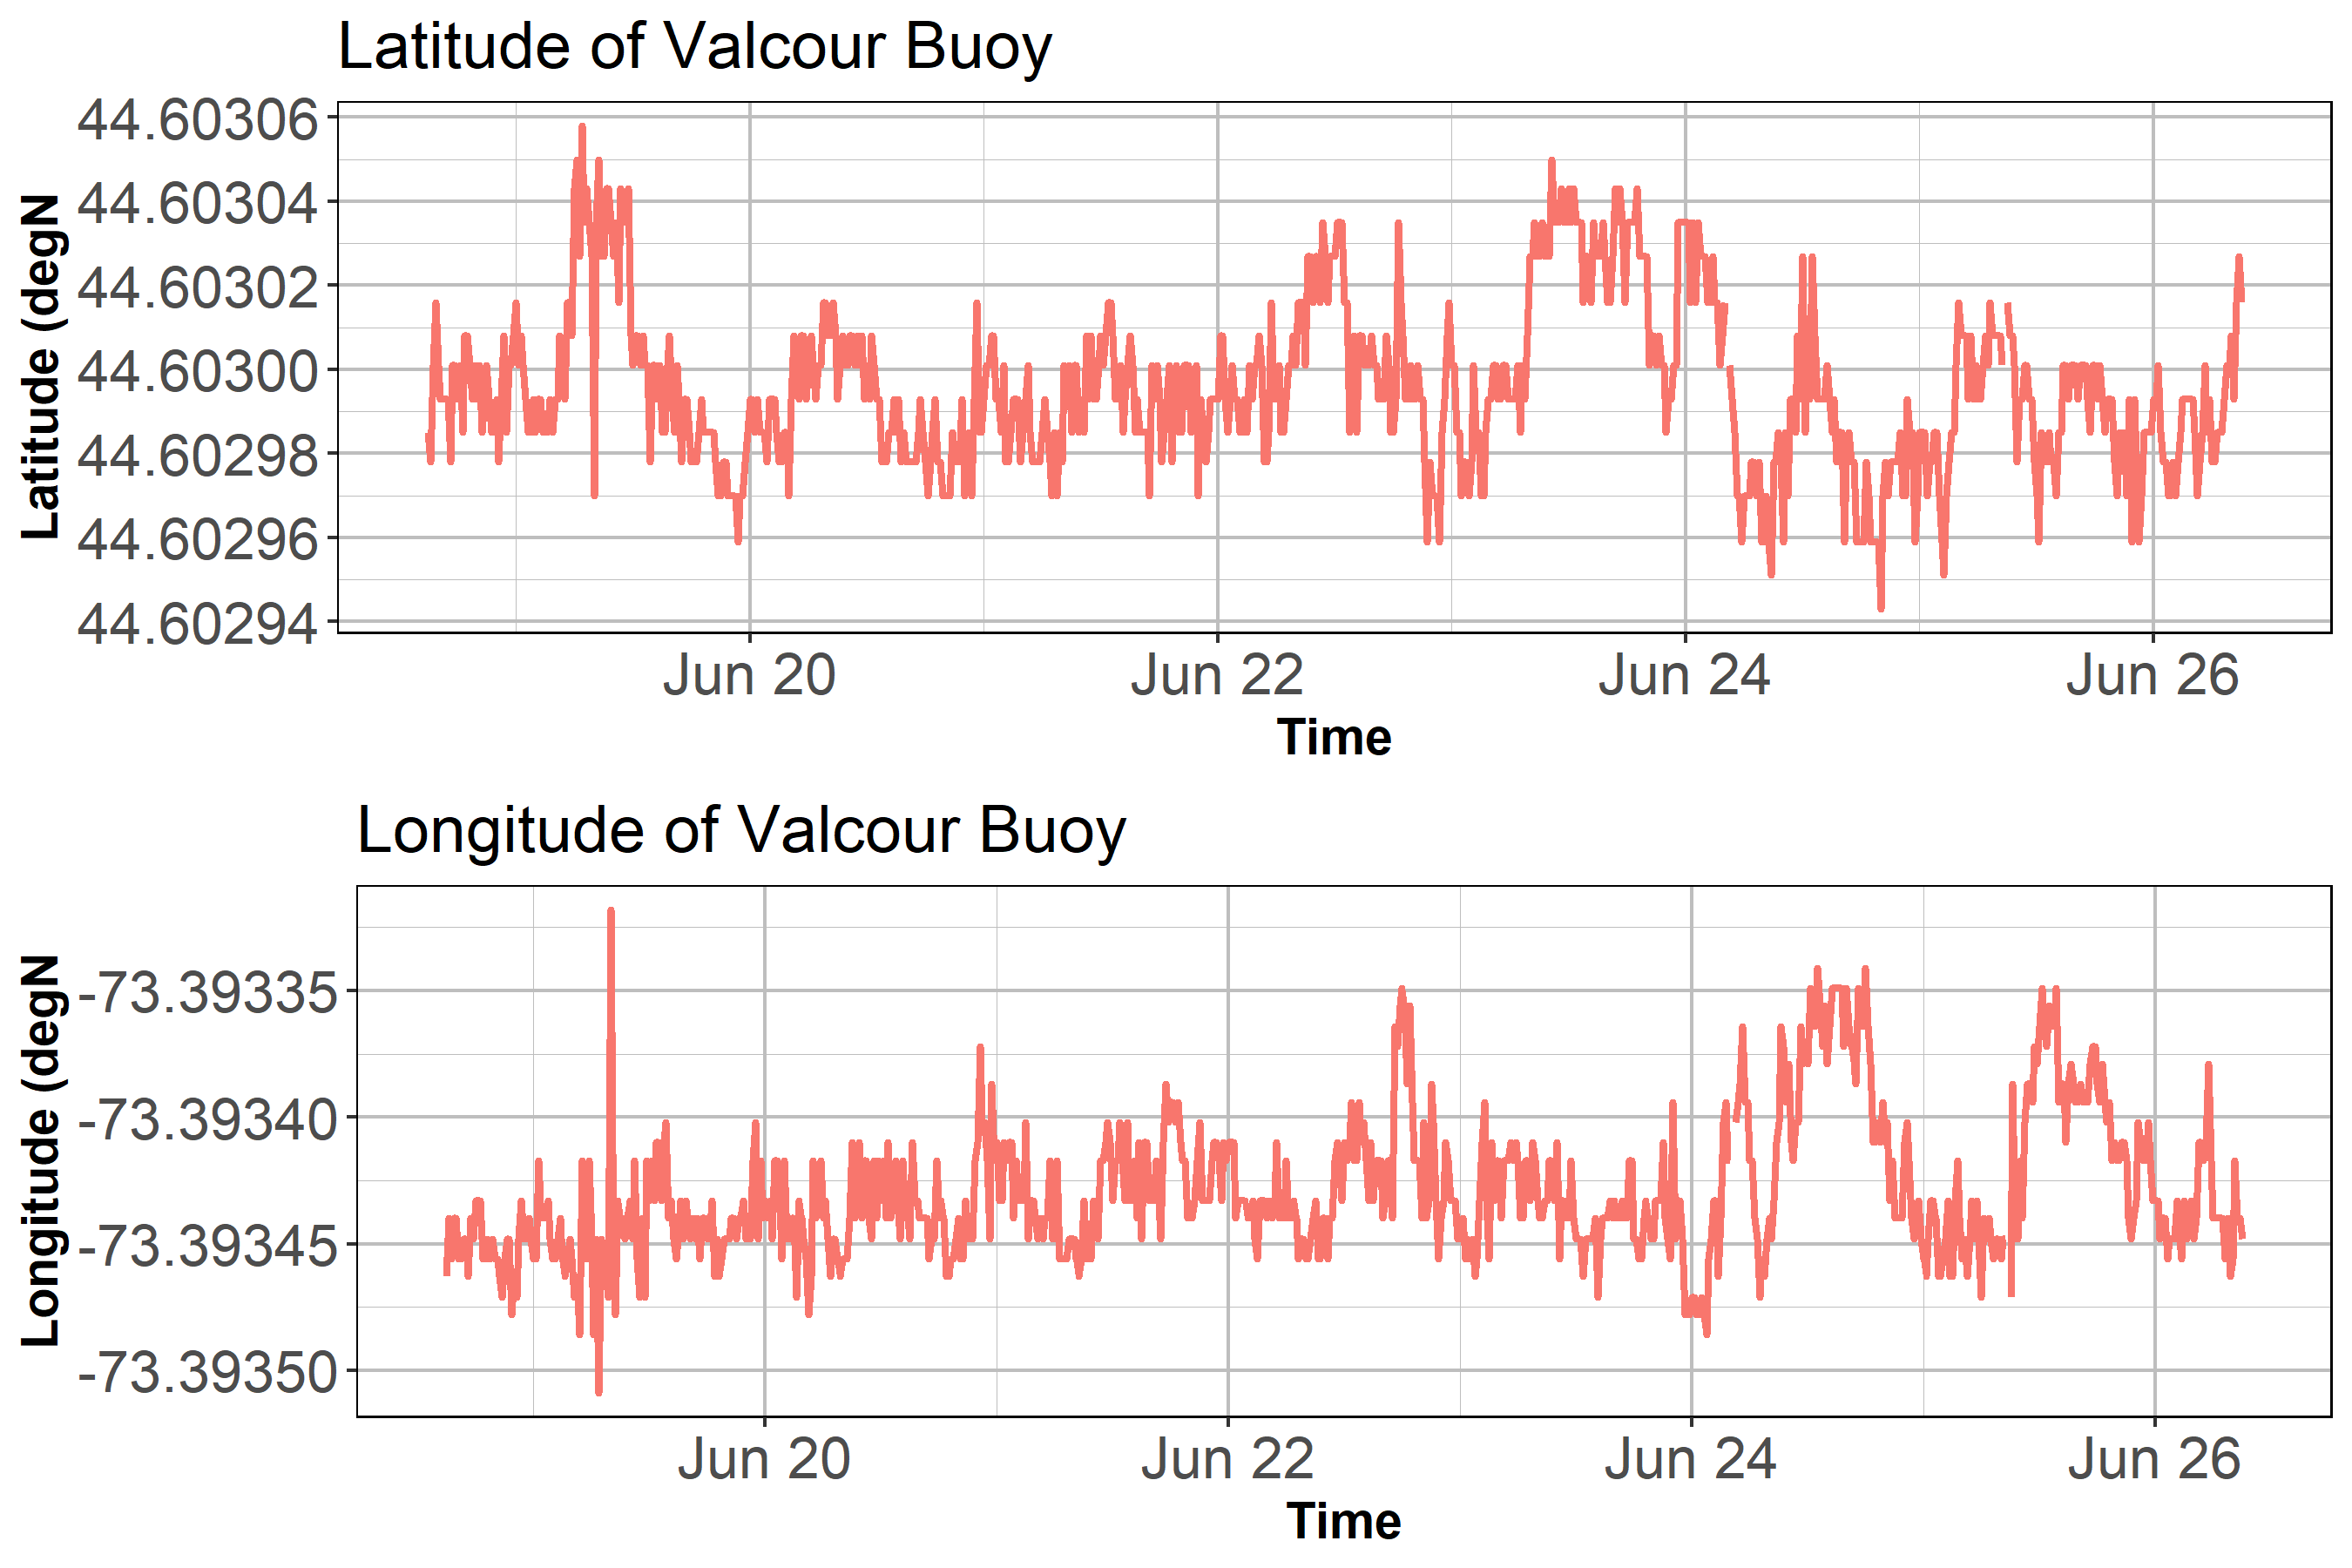 Latitude of Valcour Buoy
Latitude (degN
44.60306
44.60304
44.60302
44.60300
44.60298
44.60296
44.60294
Jun 20 Jun 22 Jun 24 Jun 26
Time
Longitude of Valcour Buoy
Longitude (degN
-73.39335
-73.39340
-73.39345
-73.39350
Jun 20 Jun 22 Jun 24 Jun 26
Time